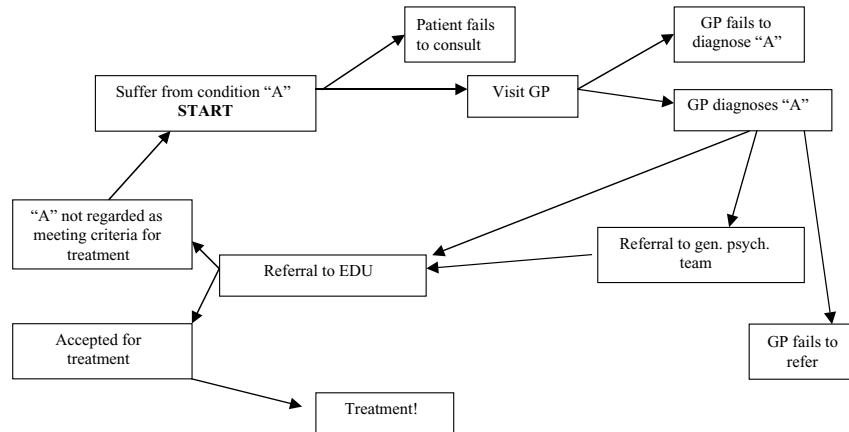 Patient fails
to consult
GP fails to
diagnose “A”
Suffer from condition “A”
START
Visit GP
GP diagnoses “A”
“A” not regarded as
meeting criteria for
treatment
Referral to EDU
Referral to gen. psych.
team
Accepted for
treatment
GP fails to
refer
Treatment!